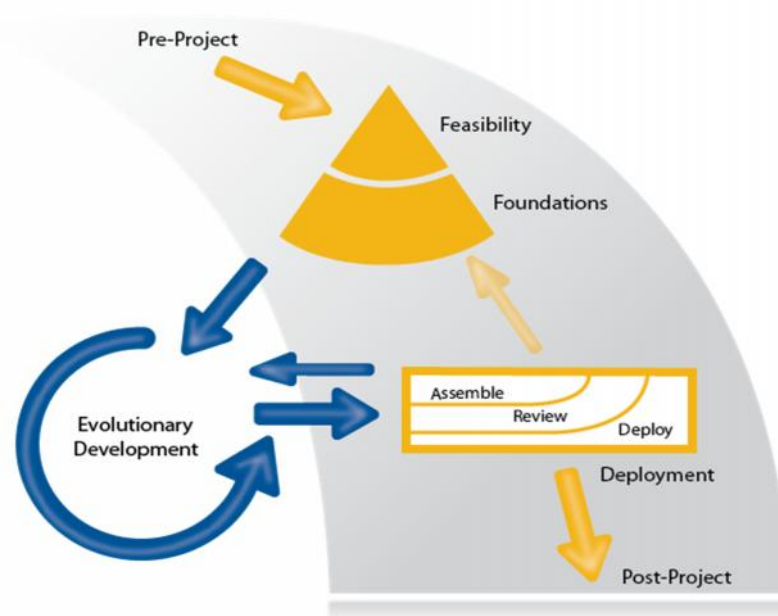 Pre-Project
Feasibility
Foundations
Evolutionary
Development
Assemble
Review
Deploy
Deployment
Post-Project